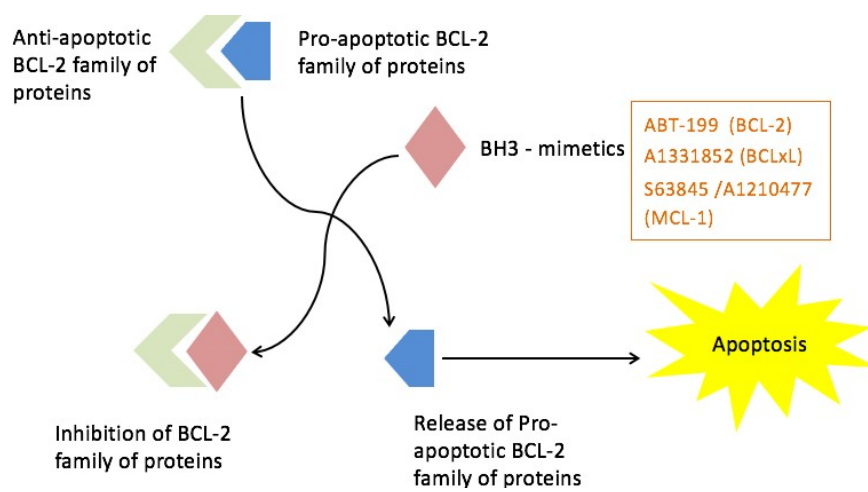 Anti-apoptotic
BCL-2 family of
proteins
Pro-apoptotic BCL-2
family of proteins
BH3 - mimetics
ABT-199 (BCL-2)
A1331852 (BCLxL)
S63845 /A1210477
(MCL-1)
Apoptosis
Inhibition of BCL-2
family of proteins
Release of Pro-
apoptotic BCL-2
family of proteins